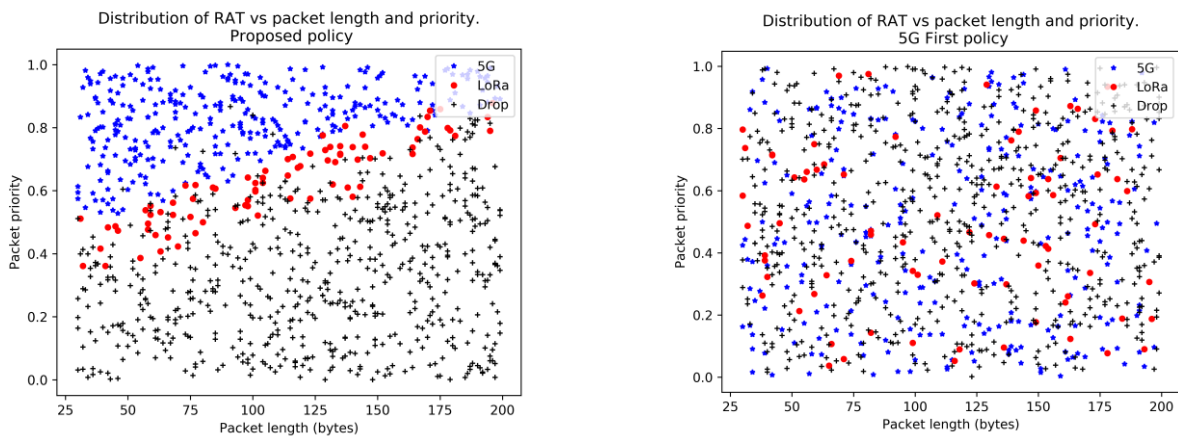 Distribution of RAT vs packet length and priority.
Proposed policy
1.0
0.8
0.6
0.4
0.2
0.0
Packet priority
25
50
75
100
125
150
175
200
Packet length (bytes)
5G
LoRa
Drop
Distribution of RAT vs packet length and priority.
5G First policy
1.0
0.8
0.6
0.4
0.2
0.0
Packet priority
25
50
75
100
125
150
175
200
Packet length (bytes)
5G
LoRa
Drop